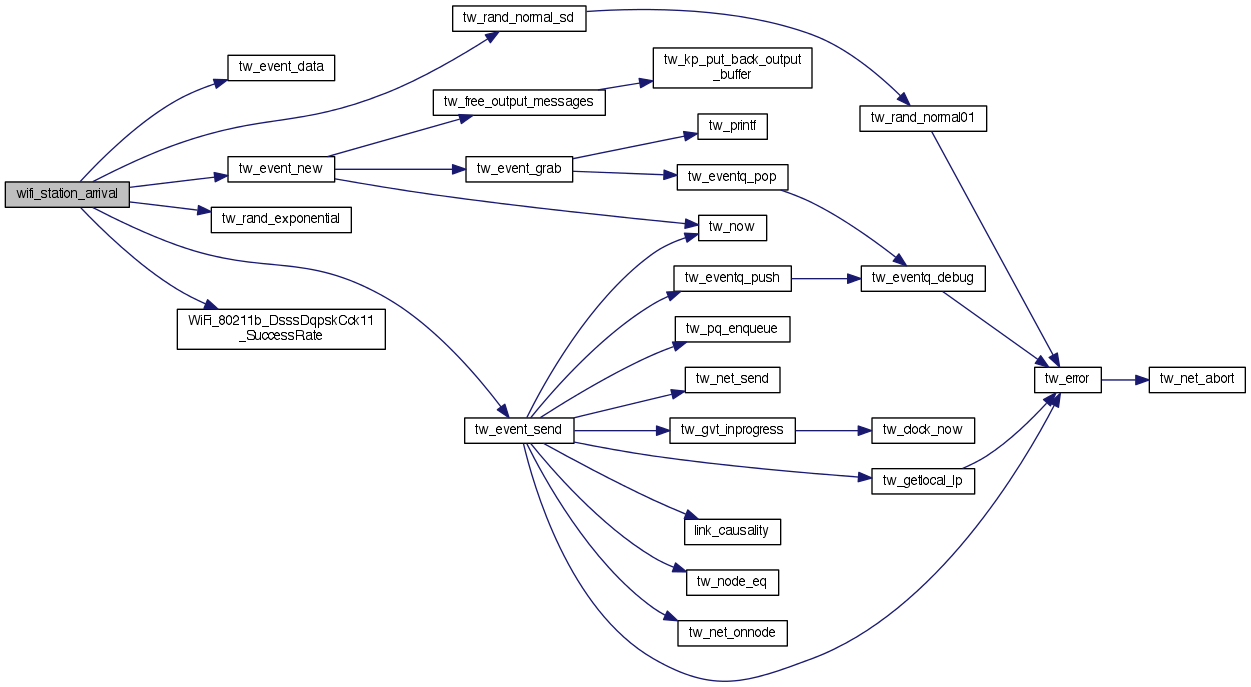 tw_rand_normal_sd
tw_event_data
tw_kp_put_back_output
_buffer
tw_free_output_messages
tw_rand_normal01
tw_printf
tw_event_new
tw_event_grab
tw_eventq_pop
wifi_station_arrival
tw_rand_exponential
tw_now
tw_eventq_push
tw_eventq_debug
WiFi_80211b_DsssDqpskCck11
_SuccessRate
tw_pq_enqueue
tw_net_send
tw_error
tw_net_abort
tw_event_send
tw_gvt_inprogress
tw_clock_now
tw_getlocal_lp
link_causality
tw_node_eq
tw_net_onnode